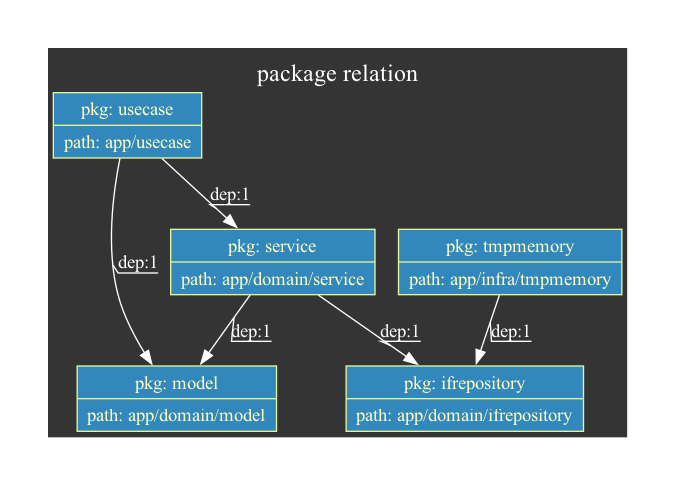 package relation
pkg: usecase
path: app/usecase
dep:1
pkg: service
path: app/domain/service
pkg: tmpmemory
path: app/infra/tmpmemory
dep:1
dep:1
dep:1
dep:1
pkg: model
path: app/domain/model
pkg: ifrepository
path: app/domain/ifrepository